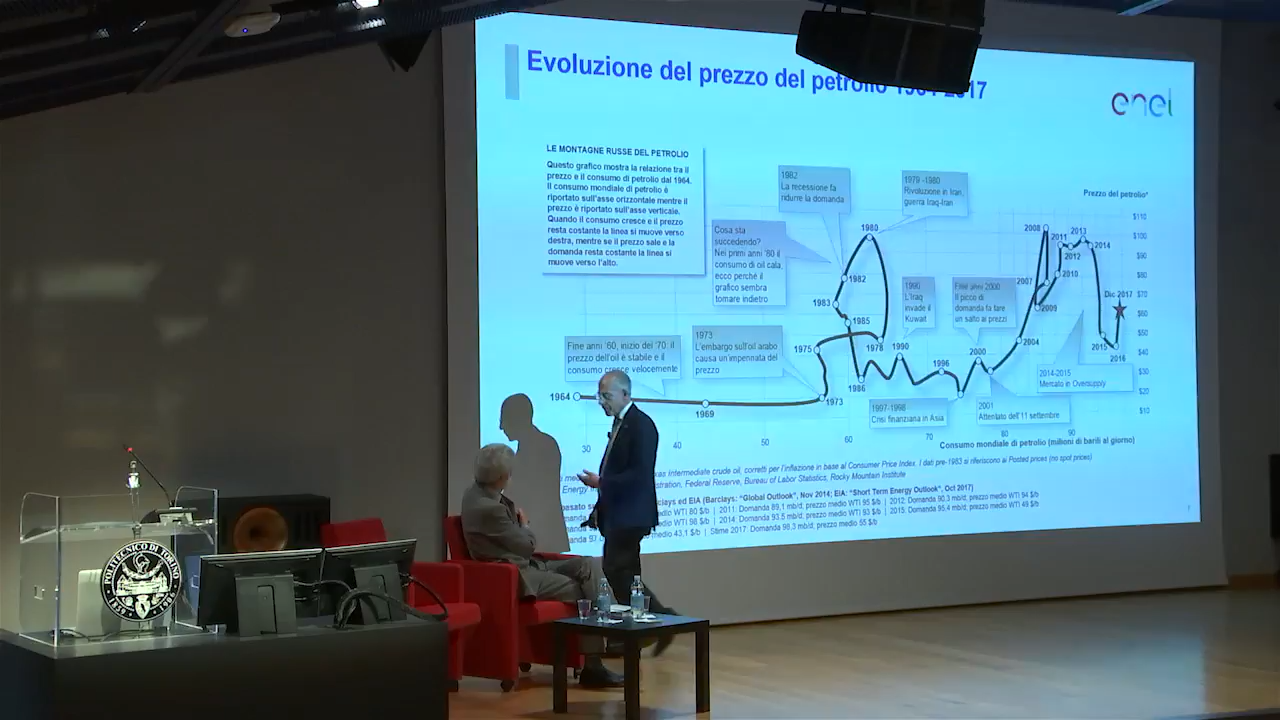 Evoluzione del prezzo del petrolio
enel
LE MONTAGNE RUSSE DEL PETROLIO
Questo grafico mostra la relazione tra il
prezzo e il consumo di petrolio dal 1964.
Il consumo mondiale di petrolio è
riportato sull'asse orizzontale mentre il
prezzo è riportato sull'asse verticale.
Quando il consumo cresce e il prezzo
resta costante la linea si muove verso
destra, mentre se il prezzo sale e la
domanda resta costante la linea si
muove verso l'alto.
1982
La recessione fa
ridurre la domanda
1979 -1980
Rivoluzione in Iran,
guerra Iraq-Iran
Cosa sta
succedendo?
Nei primi anni '80 il
consumo di oil cala,
ecco perché il
grafico sembra
tornare indietro
1990
L'Iraq
invade il
Kuwait
Fine anni 2000
Il picco di
domanda fa fare
un salto ai prezzi
Fine anni '60, inizio dei '70: il
prezzo dell'oil è stabile e il
consumo cresce velocemente
1973
L'embargo sull'oil arabo
causa un'impennata del
prezzo
1997-1998
Crisi finanziaria in Asia
2001
Attentato dell'11 settembre
2014-2015
Mercato in Oversupply
Prezzo del petrolio*
$110
$100
$90
$80
$70
$60
$50
$40
$30
$20
$10
1964
1969
1973
1975
1978
1980
1982
1983
1985
1986
1990
1996
2000
2004
2007
2008
2009
2010
2011
2012
2013
2014
2015
2016
Dic 2017
30
40
50
60
70
80
90
Consumo mondiale di petrolio (milioni di barili al giorno)
Intermediate crude oil, corretti per l'inflazione in base al Consumer Price Index. I dati pre-1983 si riferiscono ai Posted prices (no spot prices)
Energy In
istration, Federal Reserve, Bureau of Labor Statistics, Rocky Mountain Institute
clays ed EIA (Barclays: "Global Outlook", Nov 2014; EIA: "Short Term Energy Outlook", Oct 2017)
medio WTI 80 $/b | 2011: Domanda 89,1 mb/d, prezzo medio WTI 95 $/b | 2012: Domanda 90,3 mb/d, prezzo medio WTI 94 $/b
medio WTI 98 $/b | 2014: Domanda 93.5 mb/d, prezzo medio WTI 93 $/b | 2015: Domanda 95.4 mb/d, prezzo medio WTI 49 $/b
medio 43,1 $/b | Stime 2017: Domanda 98,3 mb/d, prezzo medio 55 $/b
POLITECNICO DI TORINO
1859
1906